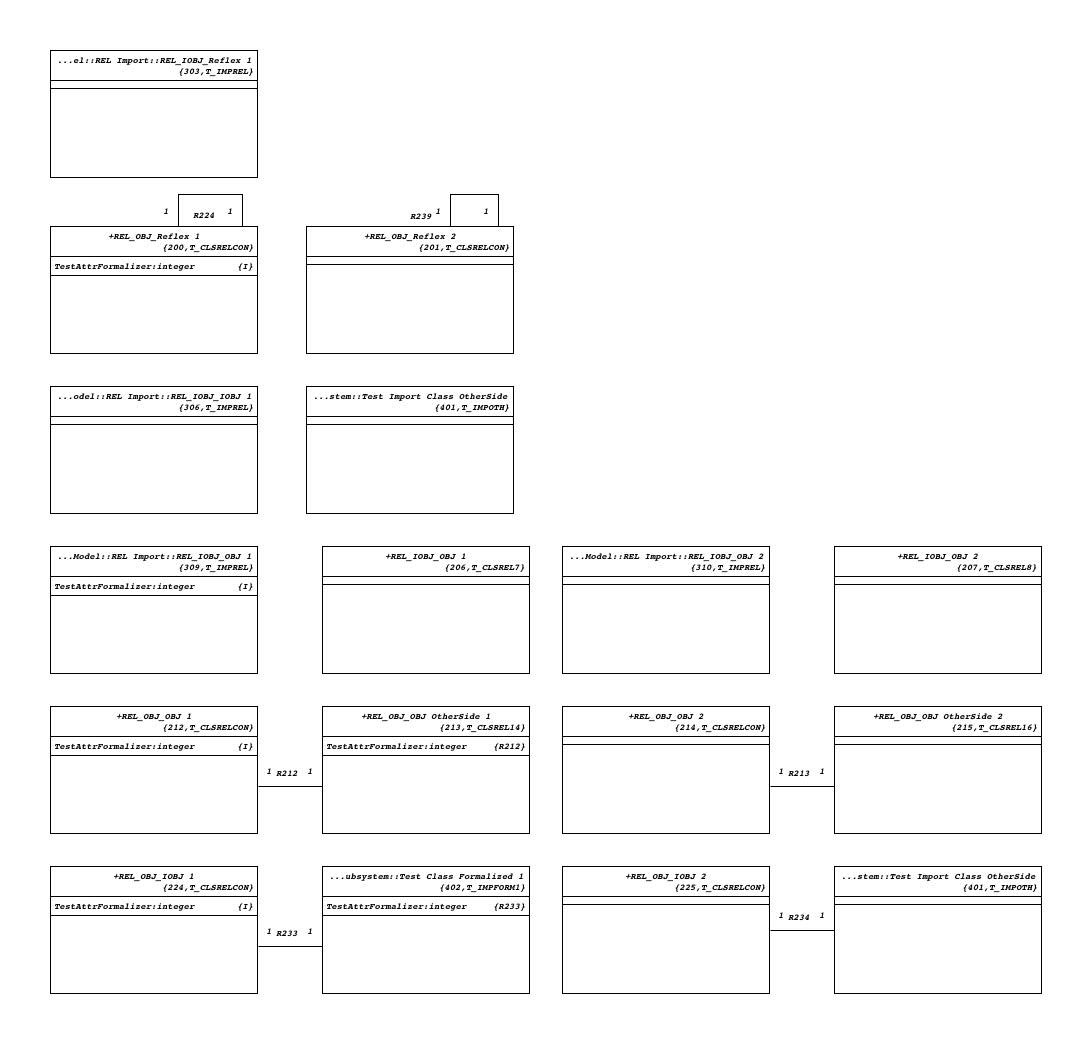 ...el::REL Import::REL_IOBJ_Reflex 1
{303,T_IMPREL}
1 R224 1
R239 1 1
+REL_OBJ_Reflex 1
{200,T_CLSRELCON}
TestAttrFormalizer:integer {I}
+REL_OBJ_Reflex 2
{201,T_CLSRELCON}
...odel::REL Import::REL_IOBJ_IOBJ 1
{306,T_IMPREL}
...stem::Test Import Class OtherSide
{401,T_IMPOTH}
...Model::REL Import::REL_IOBJ_OBJ 1
{309,T_IMPREL}
TestAttrFormalizer:integer {I}
+REL_IOBJ_OBJ 1
{206,T_CLSREL7}
...Model::REL Import::REL_IOBJ_OBJ 2
{310,T_IMPREL}
+REL_IOBJ_OBJ 2
{207,T_CLSREL8}
+REL_OBJ_OBJ 1
{212,T_CLSRELCON}
TestAttrFormalizer:integer {I}
1 R212 1
+REL_OBJ_OBJ OtherSide 1
{213,T_CLSREL14}
TestAttrFormalizer:integer {R212}
+REL_OBJ_OBJ 2
{214,T_CLSRELCON}
1 R213 1
+REL_OBJ_OBJ OtherSide 2
{215,T_CLSREL16}
+REL_OBJ_IOBJ 1
{224,T_CLSRELCON}
TestAttrFormalizer:integer {I}
1 R233 1
...ubsystem::Test Class Formalized 1
{402,T_IMPFORM1}
TestAttrFormalizer:integer {R233}
+REL_OBJ_IOBJ 2
{225,T_CLSRELCON}
1 R234 1
...stem::Test Import Class OtherSide
{401,T_IMPOTH}